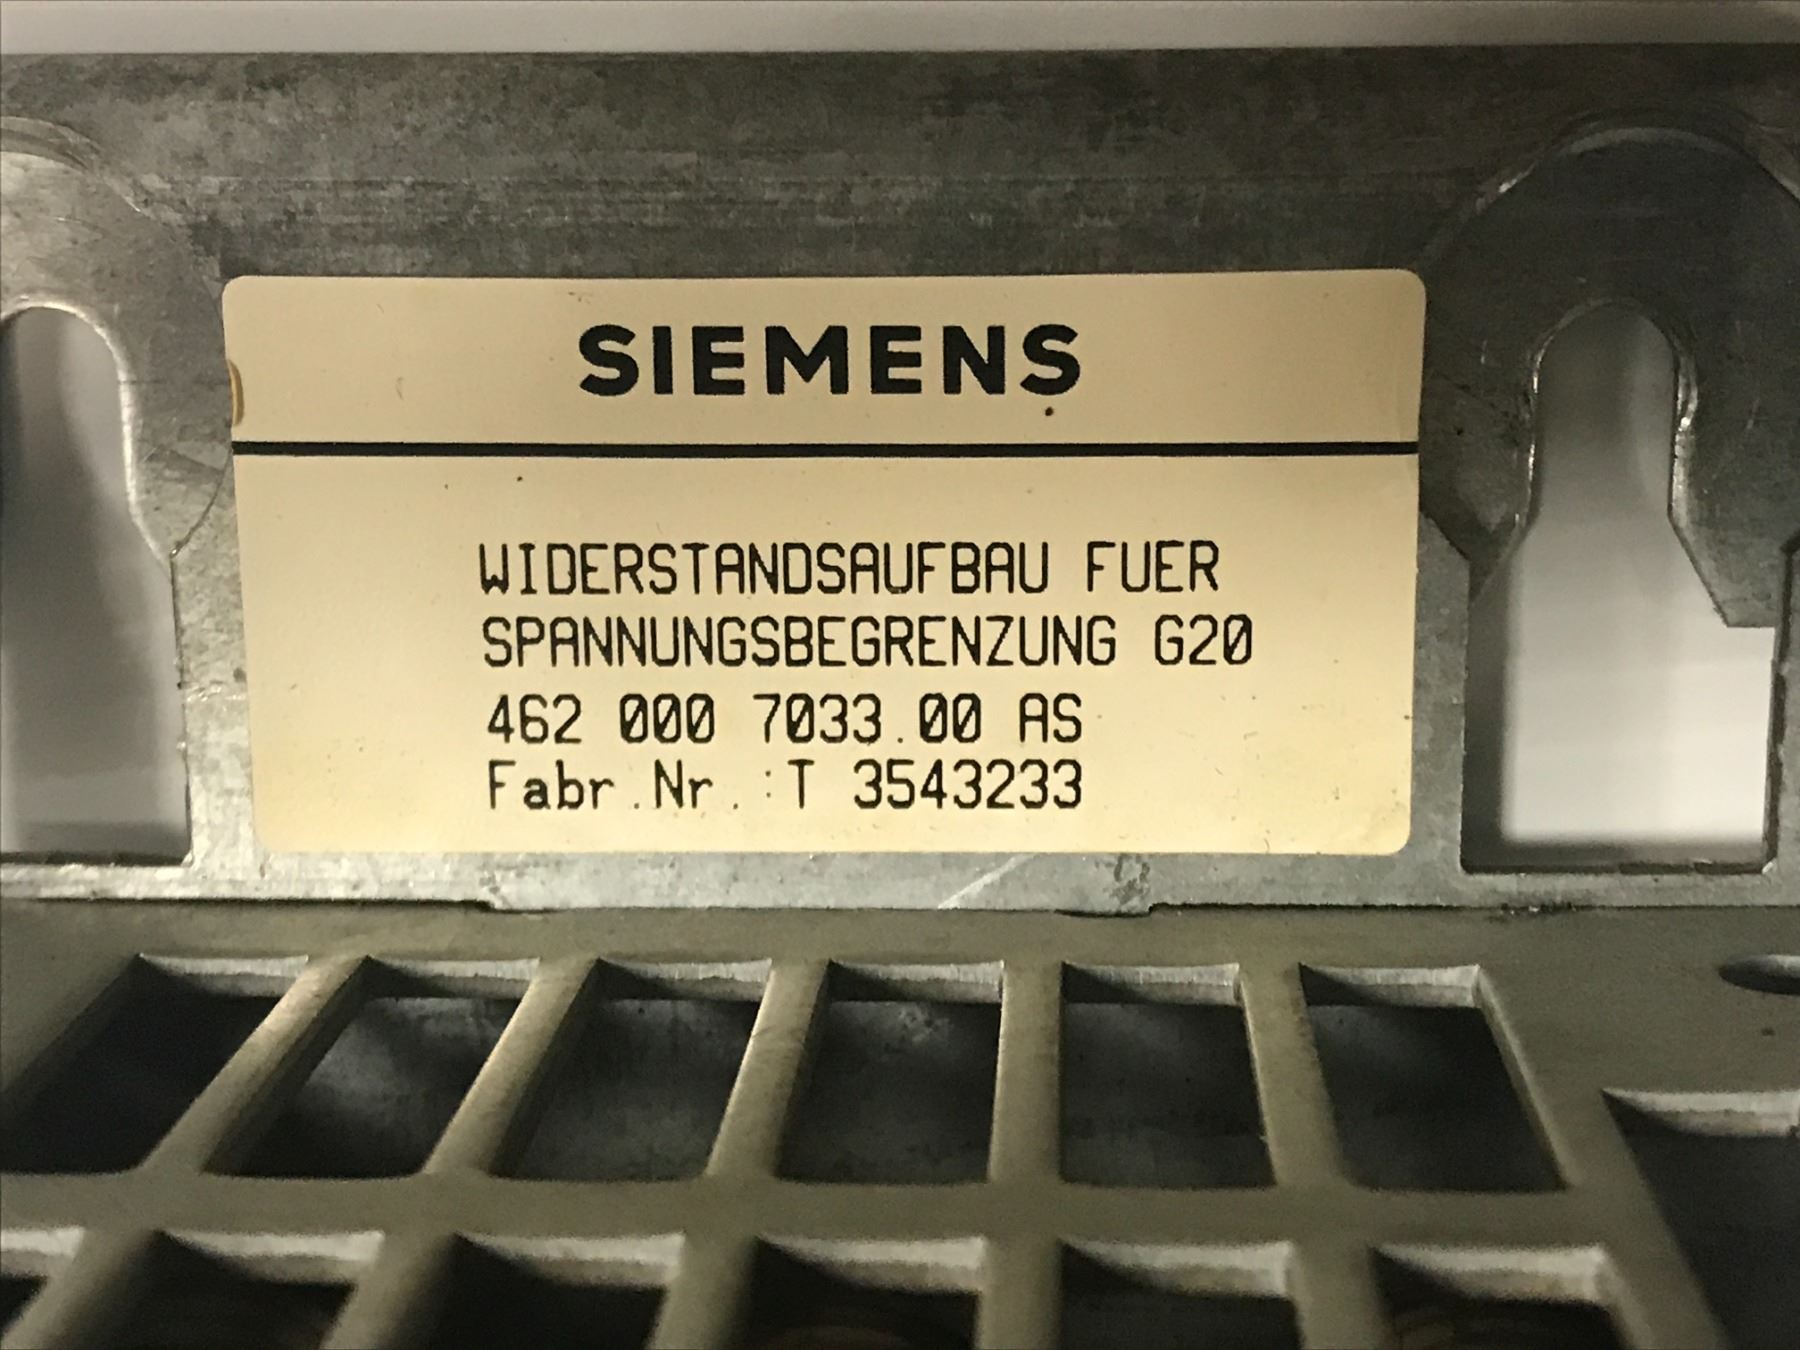 SIEMENS
WIDERSTANDSAUFBAU FUER
SPANNUNGSBEGRENZUNG G20
462 000 7033.00 AS
Fabr.Nr.:T 3543233